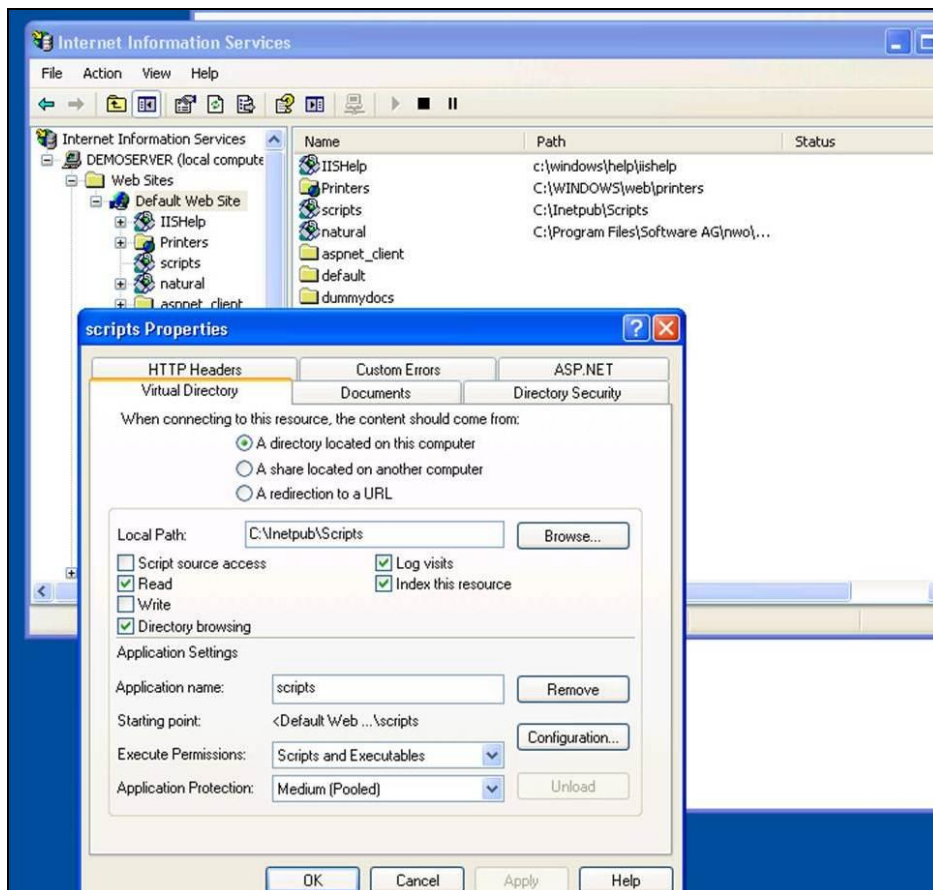 Internet Information Services
File Action View Help
Internet Information Services
DEMOSERVER (local compute
Web Sites
Default Web Site
IISHelp
Printers
scripts
natural
aspnet_client
Name Path Status
IISHelp c:\windows\help\iishelp
Printers C:\WINDOWS\web\printers
scripts C:\Inetpub\Scripts
natural C:\Program Files\Software AG\nwo\...
aspnet_client
default
dummydocs
scripts Properties
HTTP Headers Custom Errors ASP.NET
Virtual Directory Documents Directory Security
When connecting to this resource, the content should come from:
A directory located on this computer
A share located on another computer
A redirection to a URL
Local Path: C:\Inetpub\Scripts Browse...
Script source access Log visits
Read Index this resource
Write
Directory browsing
Application Settings
Application name: scripts Remove
Starting point: <Default Web ...\scripts
Configuration...
Execute Permissions: Scripts and Executables
Application Protection: Medium (Pooled) Unload
OK Cancel Apply Help